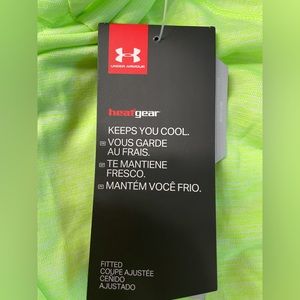 UNDER ARMOUR
heatgear
KEEPS YOU COOL.
VOUS GARDE
AU FRAIS.
TE MANTIENE
FRESCO.
MANTÉM VOCÊ FRIO.
FITTED
COUPE AJUSTÉE
CEÑIDO
AJUSTADO